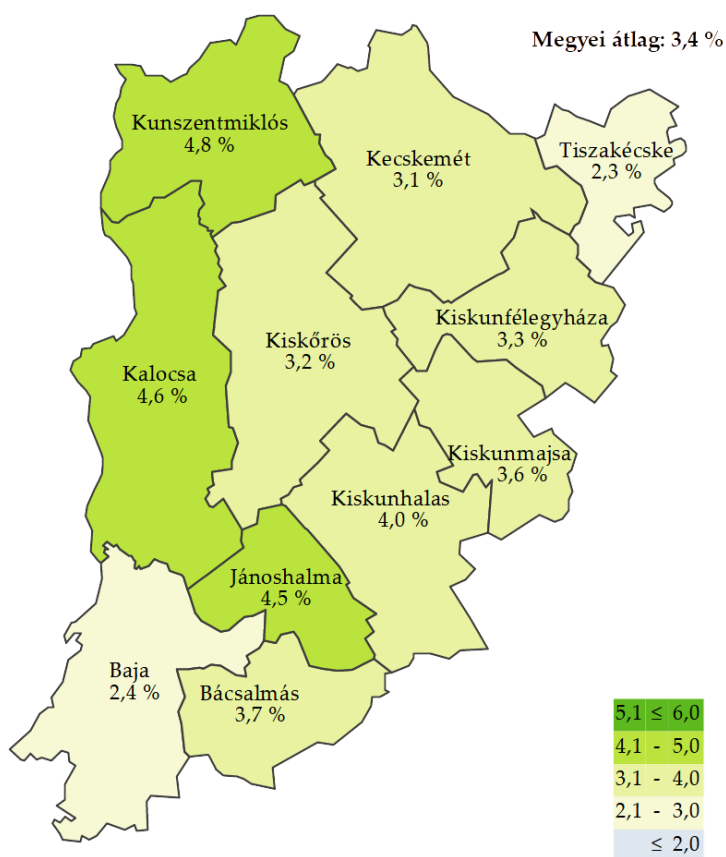 Megyei átlag: 3,4 %
Kunszentmiklós
4,8 %
Kecskemét
3,1 %
Tiszakécske
2,3 %
Kiskunfélegyháza
3,3 %
Kiskőrös
3,2 %
Kalocsa
4,6 %
Kiskunmajsa
3,6 %
Kiskunhalas
4,0 %
Jánoshalma
4,5 %
Baja
2,4 %
Bácsalmás
3,7 %
5,1 ≤ 6,0
4,1 - 5,0
3,1 - 4,0
2,1 - 3,0
≤ 2,0